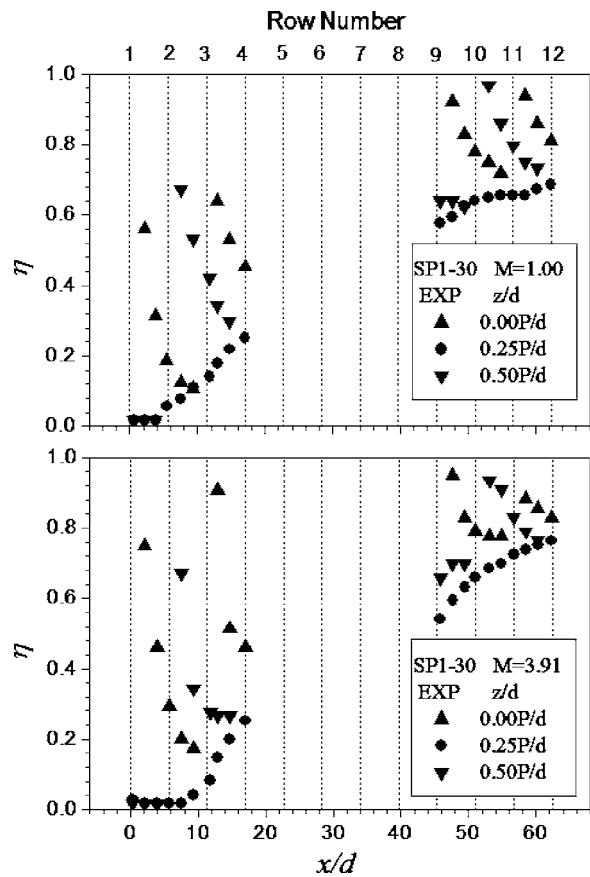 Row Number
1 2 3 4 5 6 7 8 9 10 11 12
1.0
0.8
0.6
η
0.4
0.2
0.0
SP1-30 M=1.00
EXP z/d
▲ 0.00P/d
● 0.25P/d
▼ 0.50P/d
1.0
0.8
0.6
η
0.4
0.2
0.0
SP1-30 M=3.91
EXP z/d
▲ 0.00P/d
● 0.25P/d
▼ 0.50P/d
0 10 20 30 40 50 60
x/d